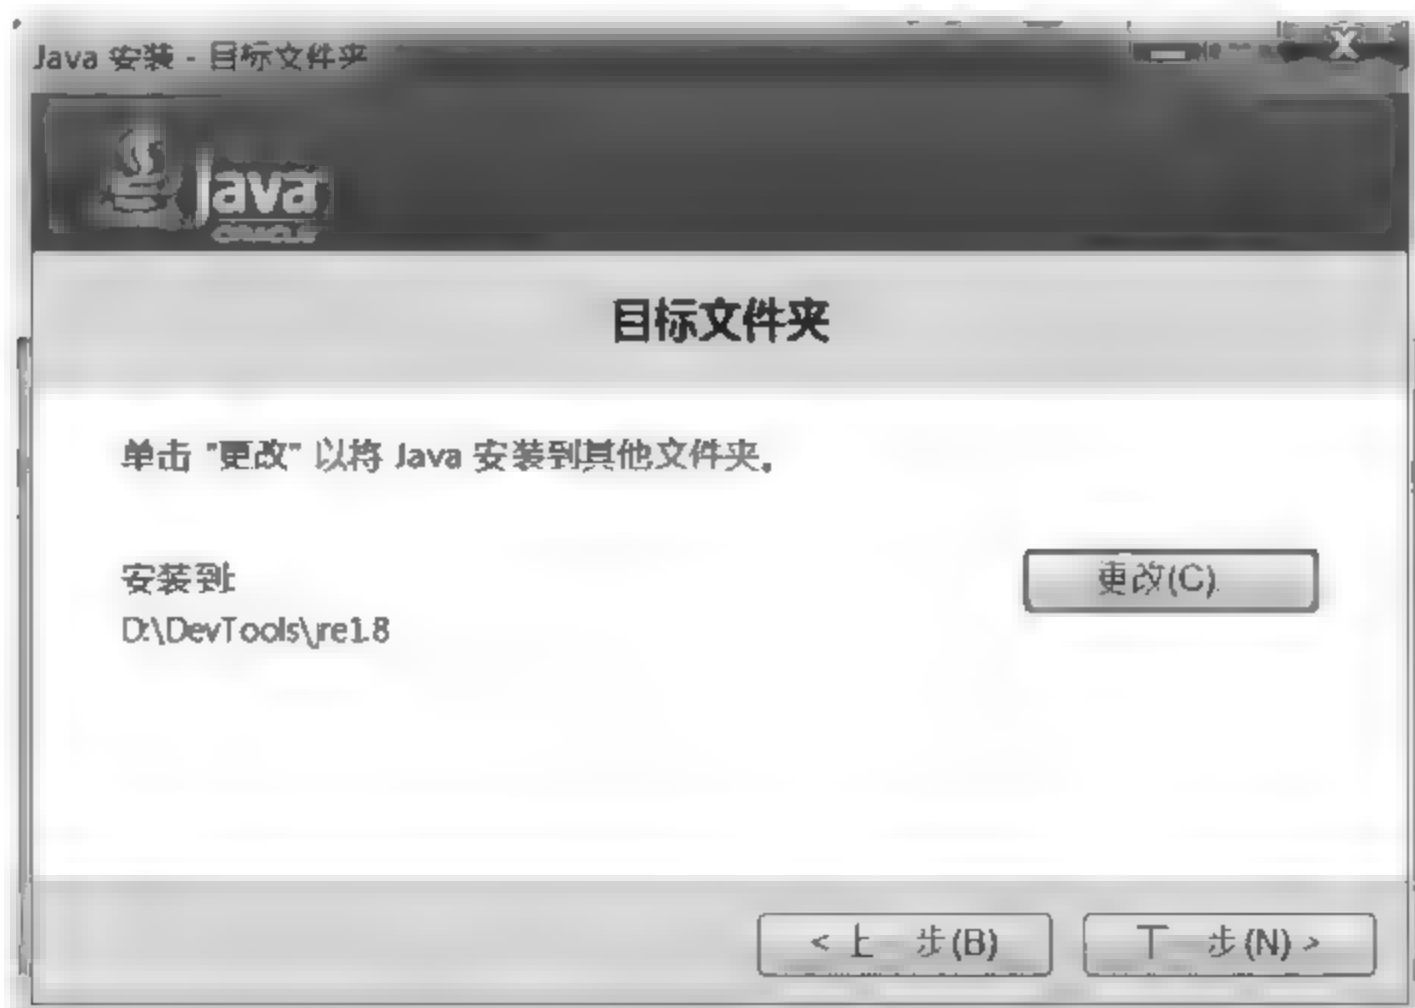 Java 安装 - 目标文件夹
Java
ORACLE
目标文件夹
单击 "更改" 以将 Java 安装到其他文件夹。
安装到:
更改(C)
D:\DevTools\jre1.8
< 上一步(B)
下一步(N) >